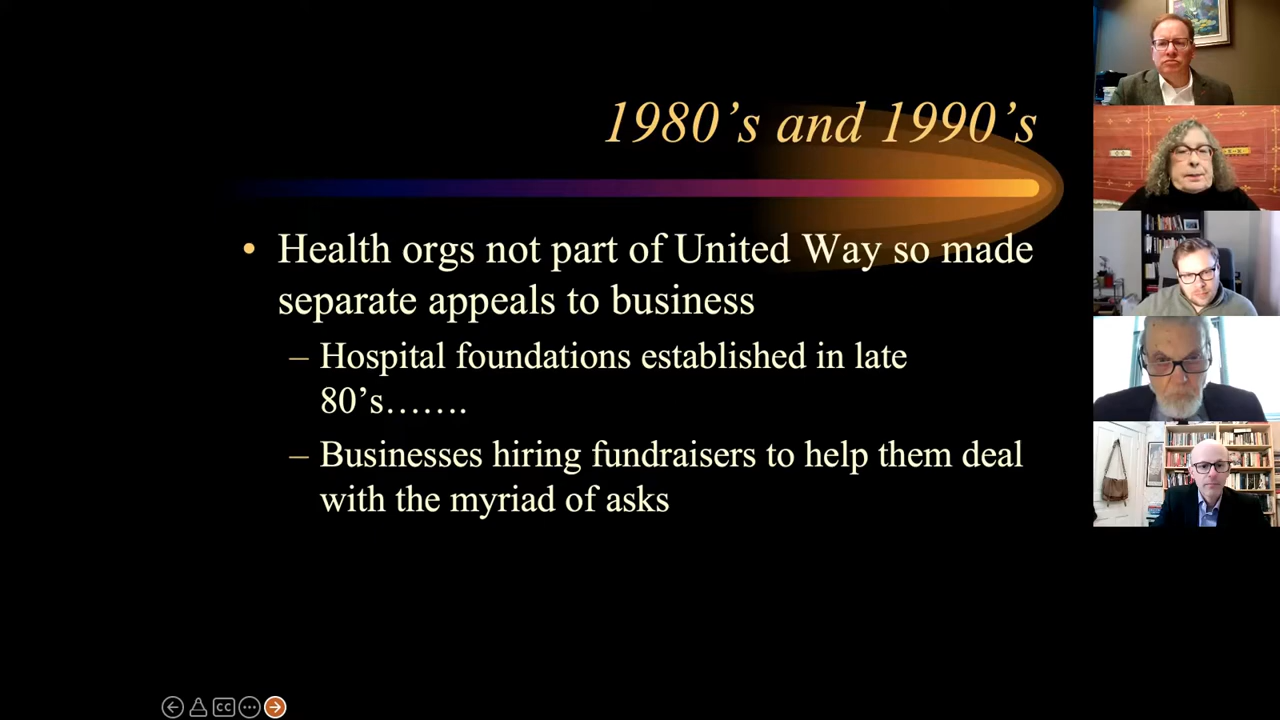 1980’s and 1990’s
• Health orgs not part of United Way so made
separate appeals to business
– Hospital foundations established in late
80’s…….
– Businesses hiring fundraisers to help them deal
with the myriad of asks
CC